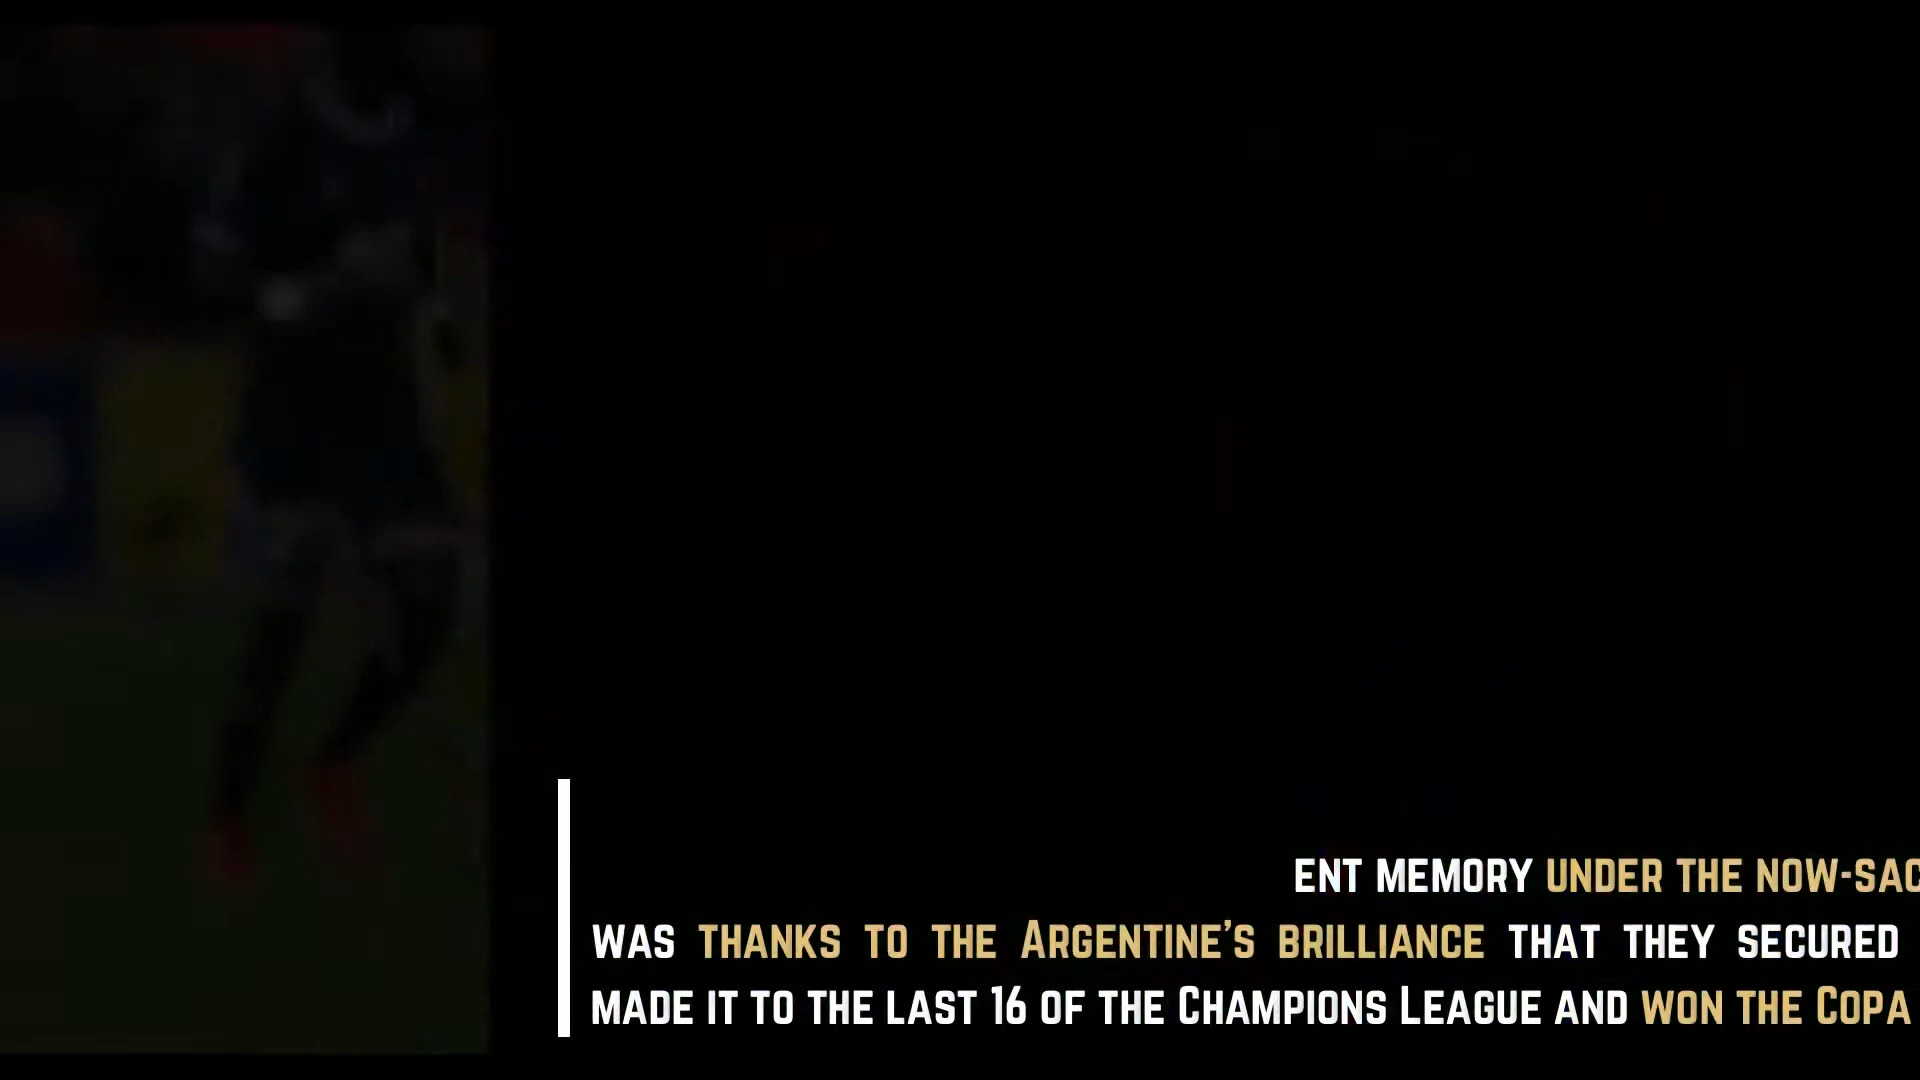 ENT MEMORY UNDER THE NOW-SAC
WAS THANKS TO THE ARGENTINE'S BRILLIANCE THAT THEY SECURED
MADE IT TO THE LAST 16 OF THE CHAMPIONS LEAGUE AND WON THE COPA